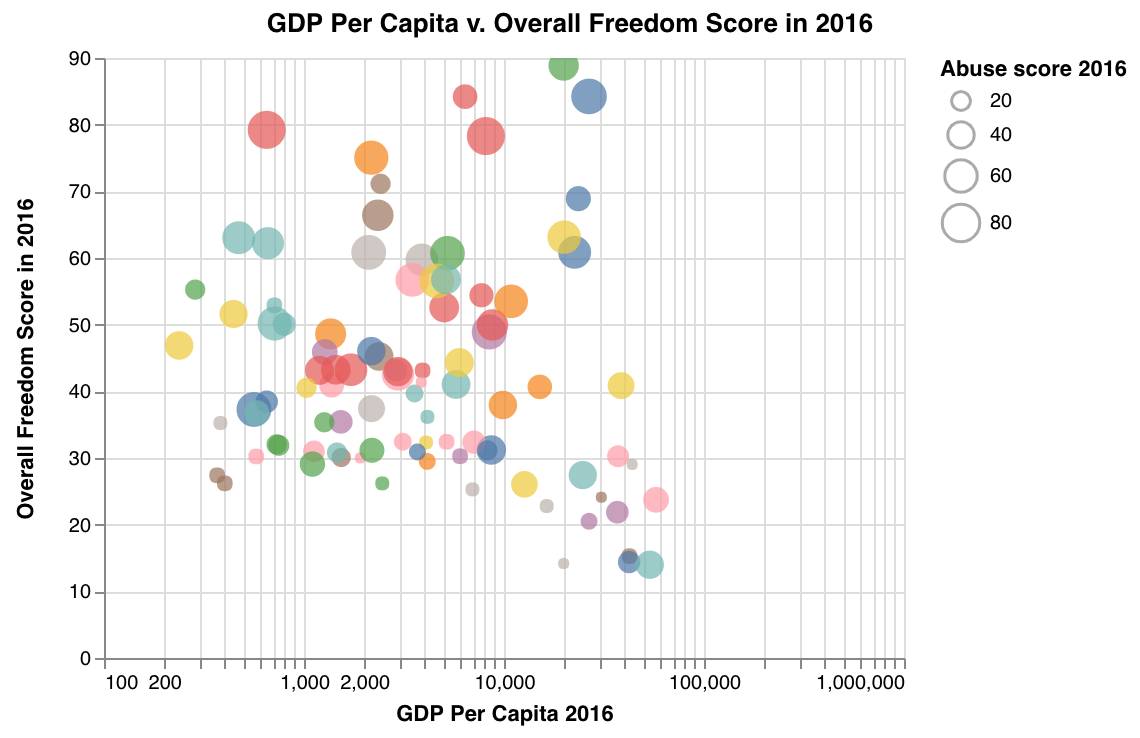 GDP Per Capita v. Overall Freedom Score in 2016
Abuse score 2016
20
40
60
80
Overall Freedom Score in 2016
90
80
70
60
50
40
30
20
10
0
100 200 1,000 2,000 10,000 100,000 1,000,000
GDP Per Capita 2016